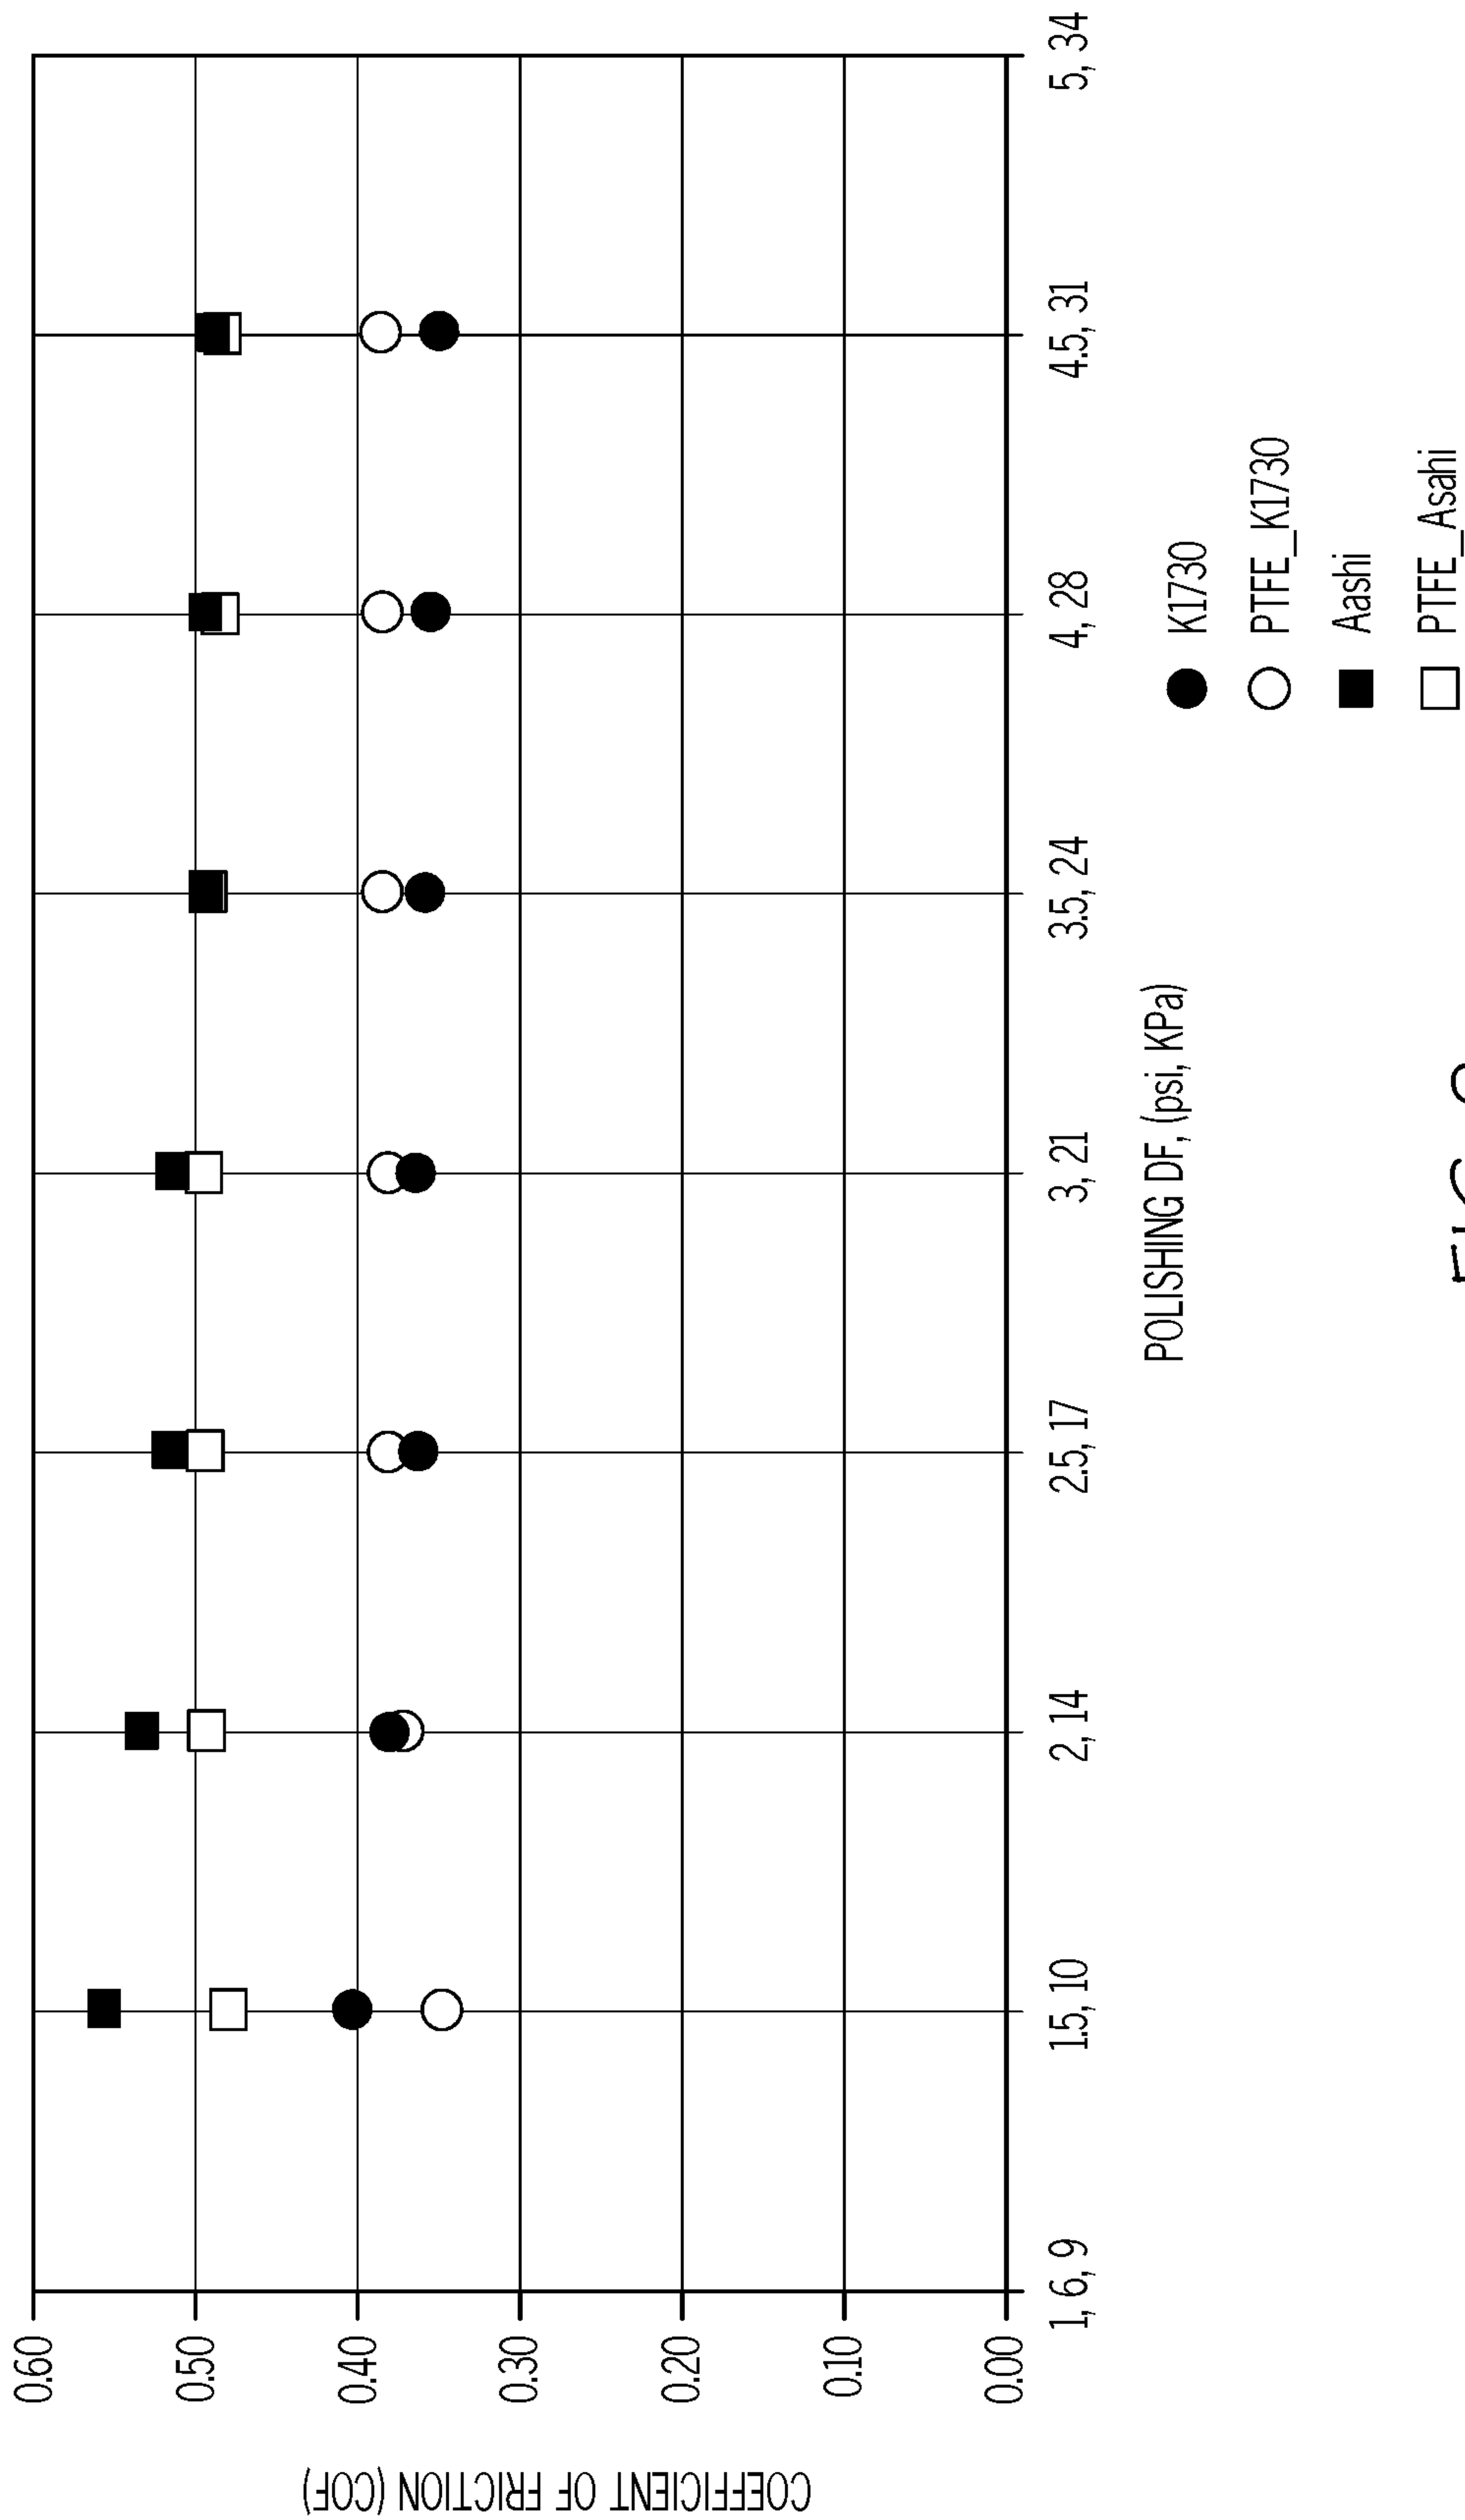 COEFFICIENT OF FRICTION (COF)
0.60
0.50
0.40
0.30
0.20
0.10
0.00
1, 6, 9
1.5, 10
2, 14
2.5, 17
3, 21
3.5, 24
4, 28
4.5, 31
5, 34
POLISHING DF, (psi, KPa)
K1730
PTFE_K1730
Aashi
PTFE_Asahi